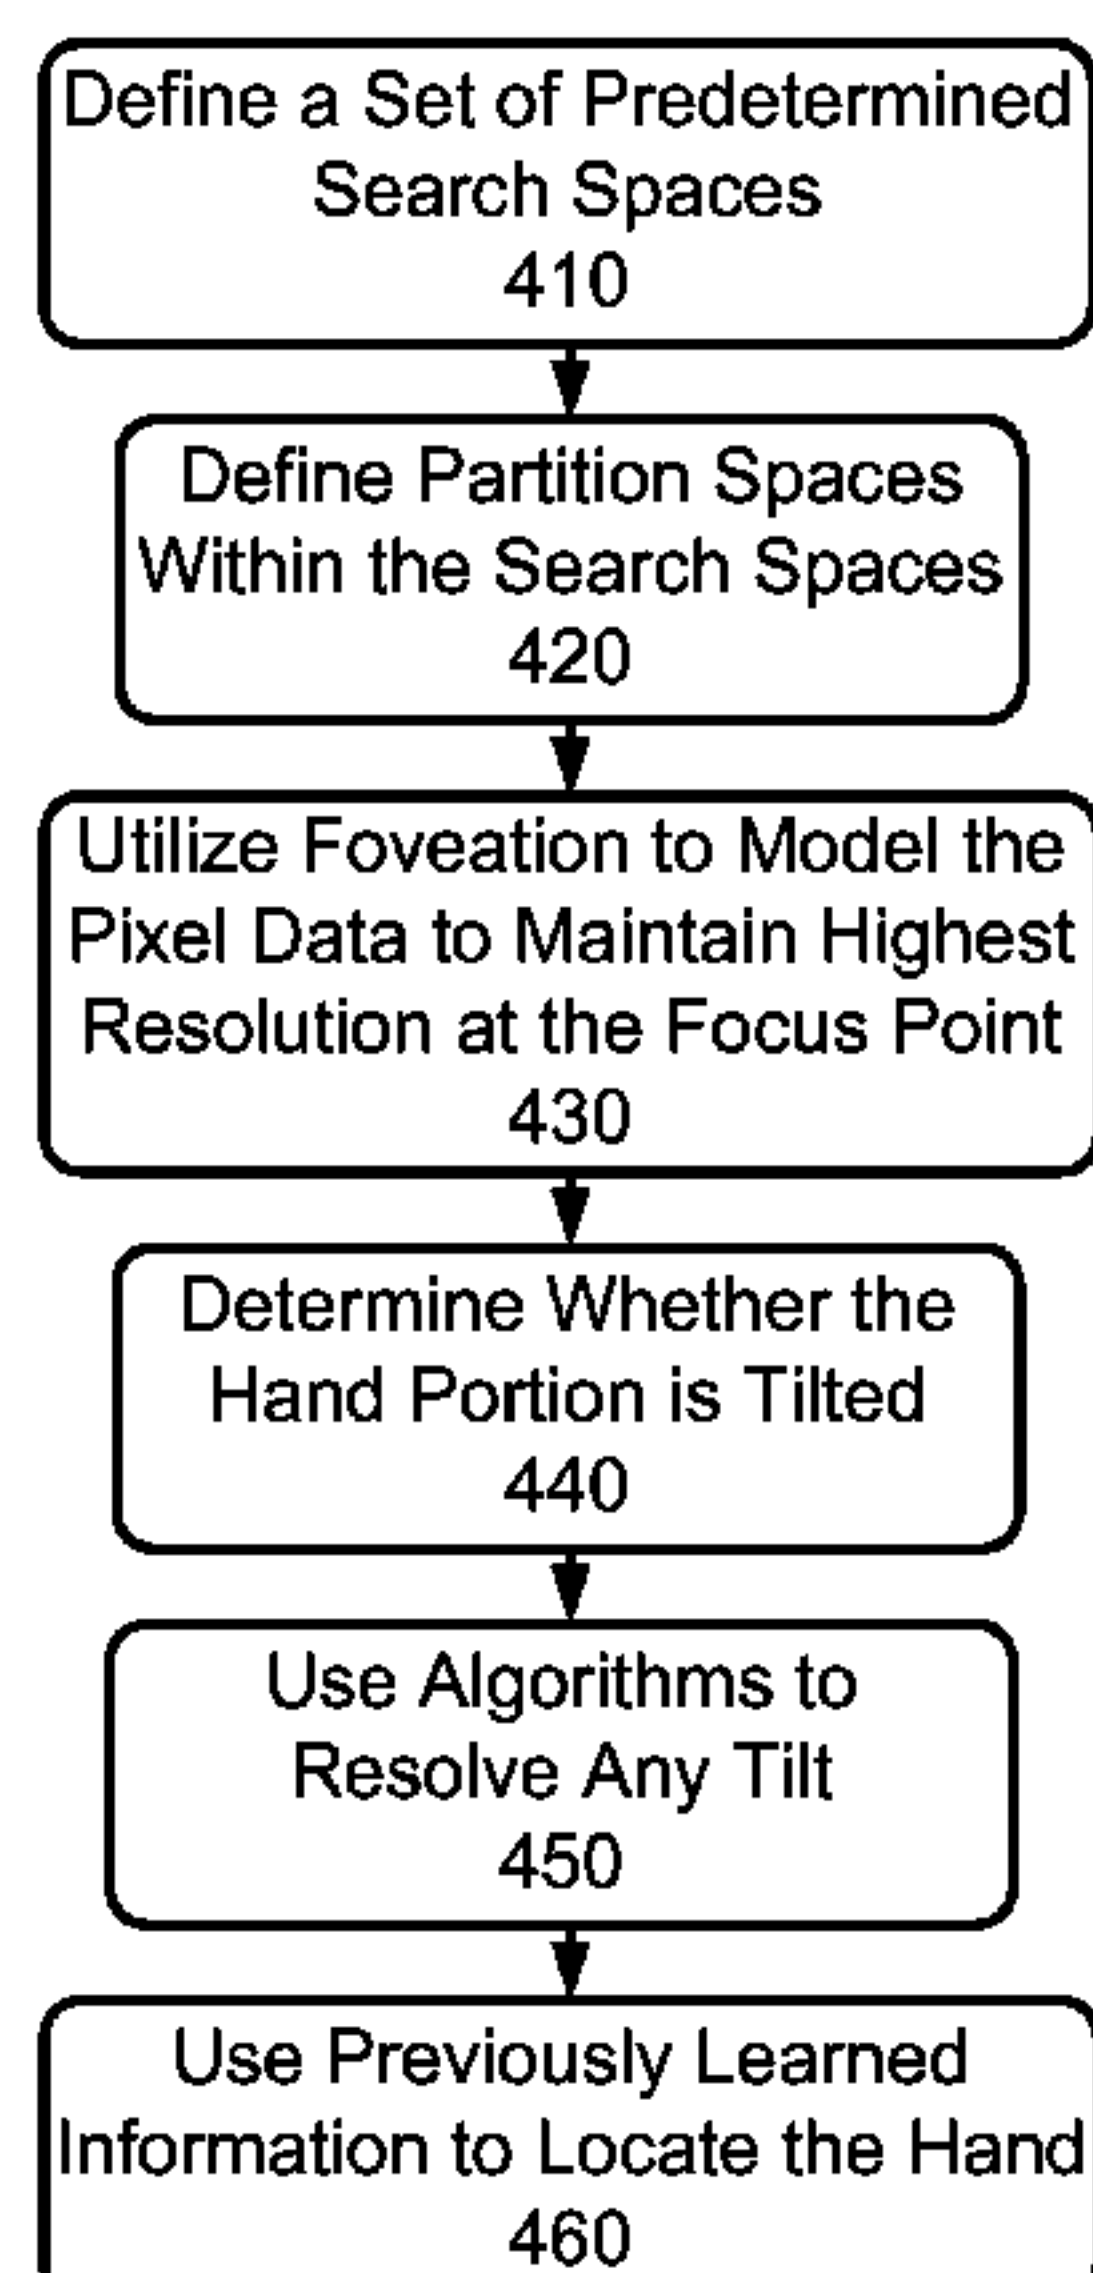 Define a Set of Predetermined
Search Spaces
410
Define Partition Spaces
Within the Search Spaces
420
Utilize Foveation to Model the
Pixel Data to Maintain Highest
Resolution at the Focus Point
430
Determine Whether the
Hand Portion is Tilted
440
Use Algorithms to
Resolve Any Tilt
450
Use Previously Learned
Information to Locate the Hand
460